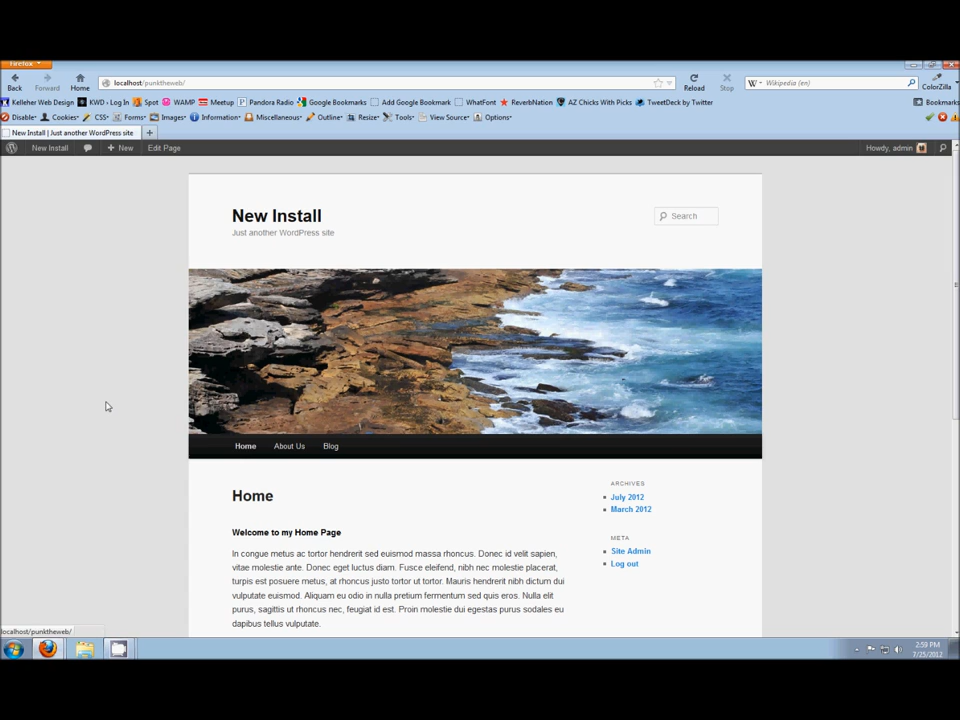 Firefox
Back Forward Home localhost/punktheweb/ Reload Stop Wikipedia (en) ColorZilla
Kelleher Web Design KWD › Log In Spot WAMP Meetup Pandora Radio Google Bookmarks Add Google Bookmark WhatFont ReverbNation AZ Chicks With Picks TweetDeck by Twitter Bookmarks
Disable Cookies CSS Forms Images Information Miscellaneous Outline Resize Tools View Source Options
New Install | Just another WordPress site
New Install New Edit Page Howdy, admin
New Install
Search
Just another WordPress site
Home About Us Blog
Home
Welcome to my Home Page
In congue metus ac tortor hendrerit sed euismod massa rhoncus. Donec id velit sapien,
vitae molestie ante. Donec eget luctus diam. Fusce eleifend, nibh nec molestie placerat,
turpis est posuere metus, at rhoncus justo tortor ut tortor. Mauris hendrerit nibh dictum dui
vulputate euismod. Aliquam eu odio in nulla pretium fermentum sed quis eros. Nulla elit
purus, sagittis ut rhoncus nec, feugiat id est. Proin molestie dui egestas purus sodales eu
dapibus tellus vulputate.
ARCHIVES
July 2012
March 2012
META
Site Admin
Log out
localhost/punktheweb/
2:59 PM
7/25/2012